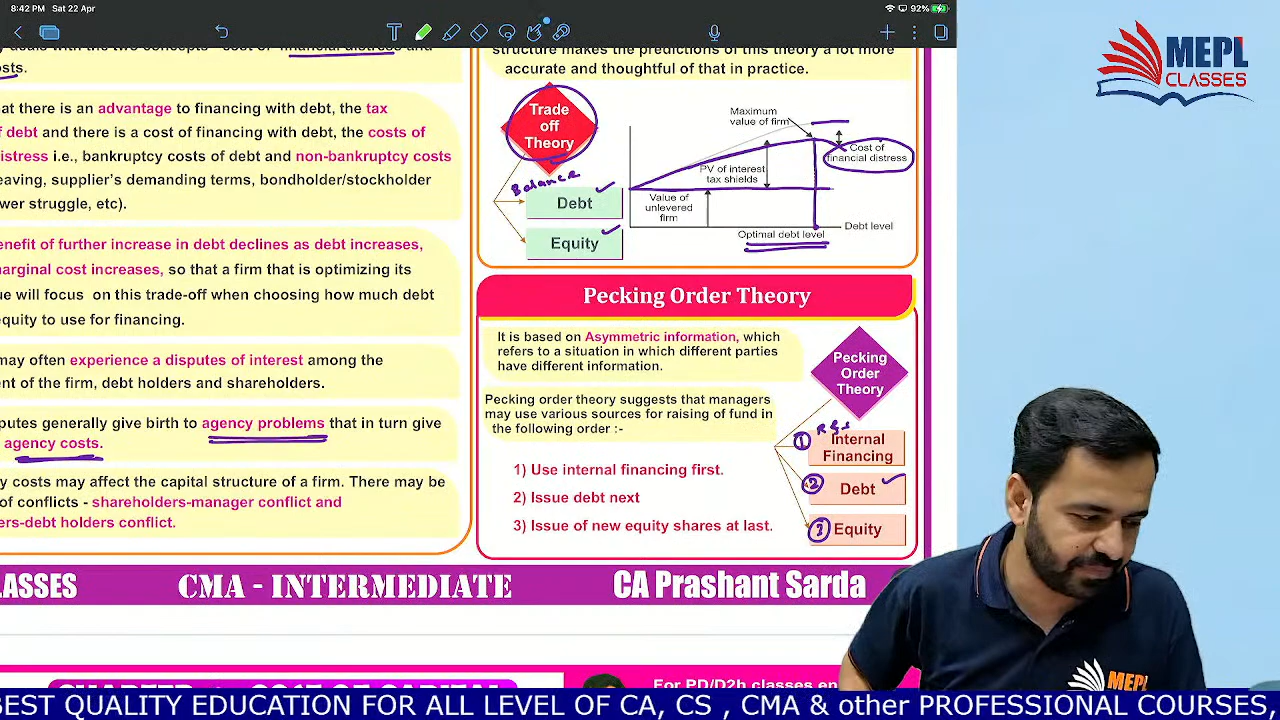 8:42 PM Sat 22 Apr
92%
financial distress and
sts.
at there is an advantage to financing with debt, the tax
of debt and there is a cost of financing with debt, the costs of
istress i.e., bankruptcy costs of debt and non-bankruptcy costs
eaving, supplier's demanding terms, bondholder/stockholder
wer struggle, etc).
enefit of further increase in debt declines as debt increases,
arginal cost increases, so that a firm that is optimizing its
ue will focus on this trade-off when choosing how much debt
equity to use for financing.
may often experience a disputes of interest among the
ent of the firm, debt holders and shareholders.
putes generally give birth to agency problems that in turn give
agency costs.
y costs may affect the capital structure of a firm. There may be
of conflicts - shareholders-manager conflict and
ers-debt holders conflict.
structure makes the predictions of this theory a lot more
accurate and thoughtful of that in practice.
Trade
off
Theory
Balance
Debt
Equity
Maximum
value of firm
Cost of
financial distress
PV of interest
tax shields
Value of
unlevered
firm
Debt level
Optimal debt level
Pecking Order Theory
It is based on Asymmetric information, which
refers to a situation in which different parties
have different information.
Pecking order theory suggests that managers
may use various sources for raising of fund in
the following order :-
1) Use internal financing first.
2) Issue debt next
3) Issue of new equity shares at last.
Pecking
Order
Theory
R&S
1 Internal
Financing
2 Debt
3 Equity
LASSES CMA - INTERMEDIATE CA Prashant Sarda
For PD/D2h classes en
MEPL
CLASSES
MEPL
BEST QUALITY EDUCATION FOR ALL LEVEL OF CA, CS , CMA & other PROFESSIONAL COURSES,